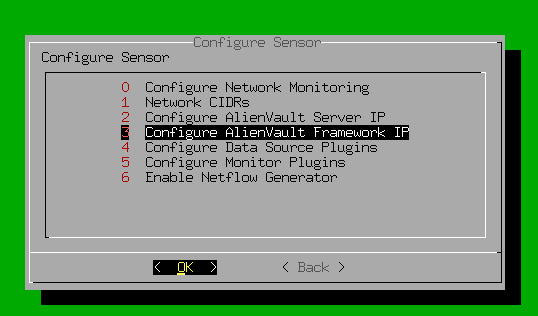 Configure Sensor
Configure Sensor
0 Configure Network Monitoring
1 Network CIDRs
2 Configure AlienVault Server IP
3 Configure AlienVault Framework IP
4 Configure Data Source Plugins
5 Configure Monitor Plugins
6 Enable Netflow Generator
< OK > < Back >